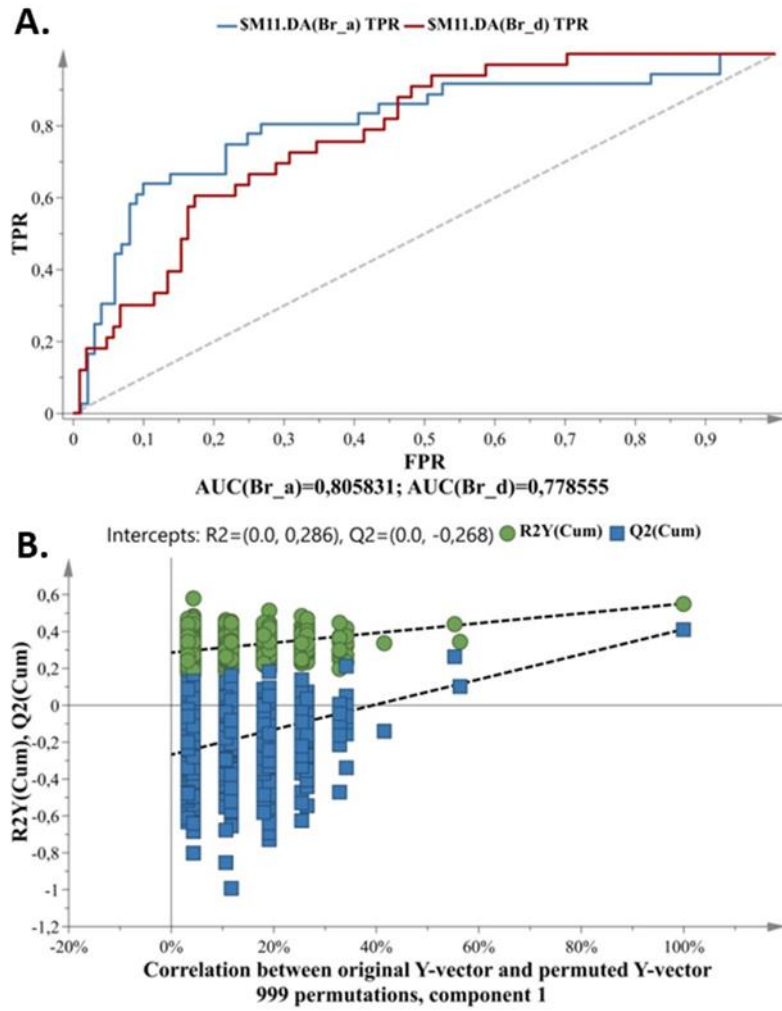 A.
$M11.DA(Br_a) TPR $M11.DA(Br_d) TPR
TPR
0,8
0,6
0,4
0,2
0
0 0,1 0,2 0,3 0,4 0,5 0,6 0,7 0,8 0,9
FPR
AUC(Br_a)=0,805831; AUC(Br_d)=0,778555
B.
Intercepts: R2=(0.0, 0,286), Q2=(0.0, -0,268) R2Y(Cum) Q2(Cum)
R2Y(Cum), Q2(Cum)
0,6
0,4
0,2
0
-0,2
-0,4
-0,6
-0,8
-1
-1,2
-20% 0% 20% 40% 60% 80% 100%
Correlation between original Y-vector and permuted Y-vector
999 permutations, component 1